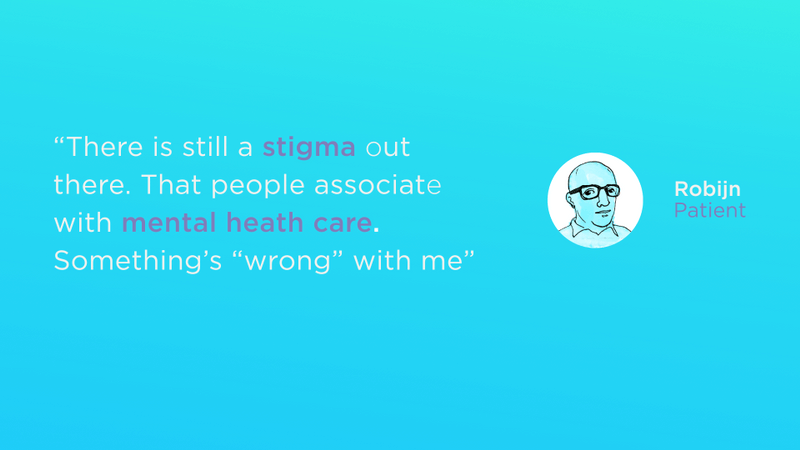 “There is still a stigma out
there. That people associate
with mental heath care.
Something’s “wrong” with me”
Robijn
Patient